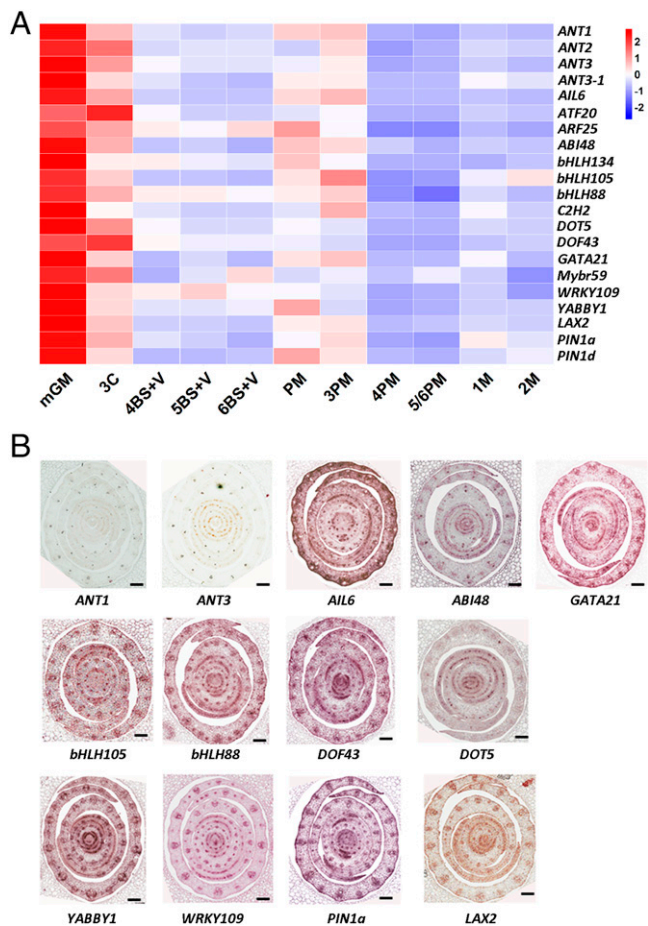 A
ANT1
ANT2
ANT3
ANT3-1
AIL6
ATF20
ARF25
ABI48
bHLH134
bHLH105
bHLH88
C2H2
DOT5
DOF43
GATA21
Mybr59
WRKY109
YABBY1
LAX2
PIN1a
PIN1d
2
1
0
-1
-2
mGM 3C 4BS+V 5BS+V 6BS+V PM 3PM 4PM 5/6PM 1M 2M
B
ANT1 ANT3 AIL6 ABI48 GATA21
bHLH105 bHLH88 DOF43 DOT5
YABBY1 WRKY109 PIN1a LAX2